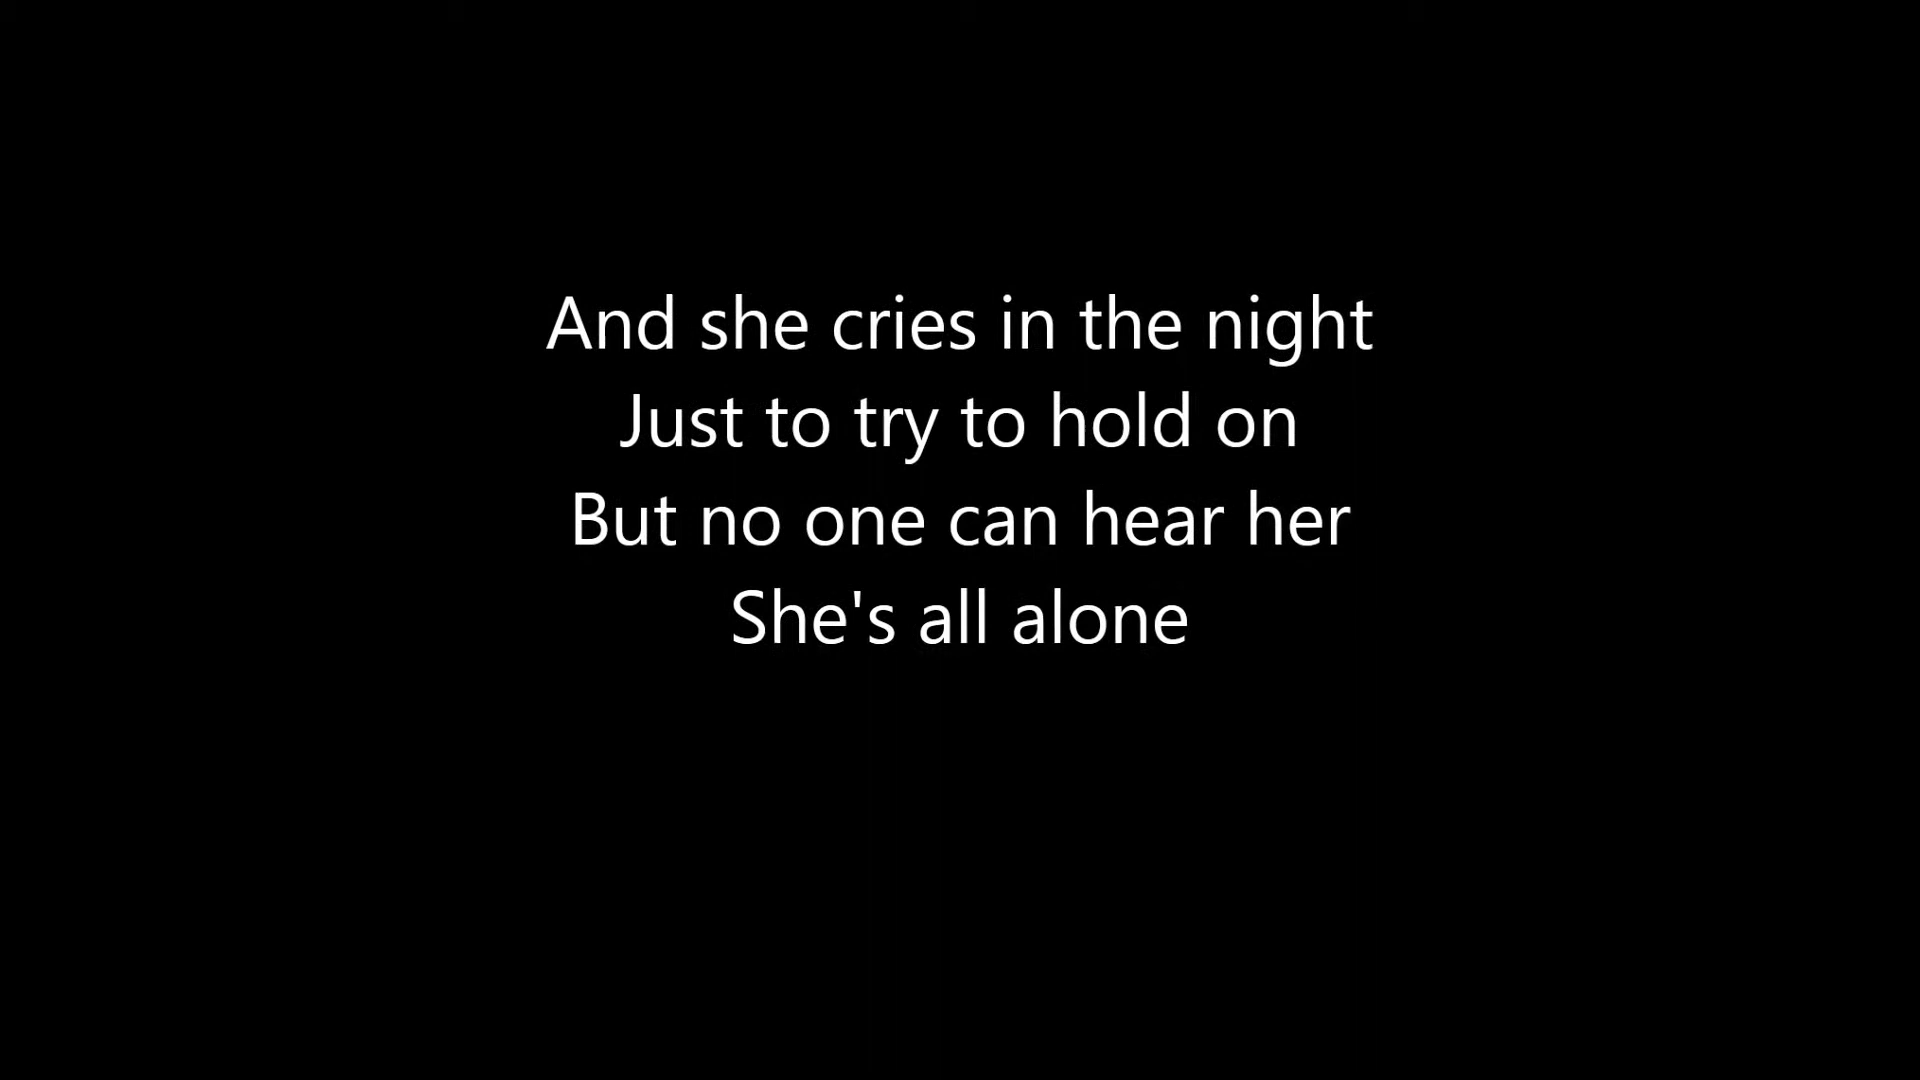 And she cries in the night
Just to try to hold on
But no one can hear her
She's all alone